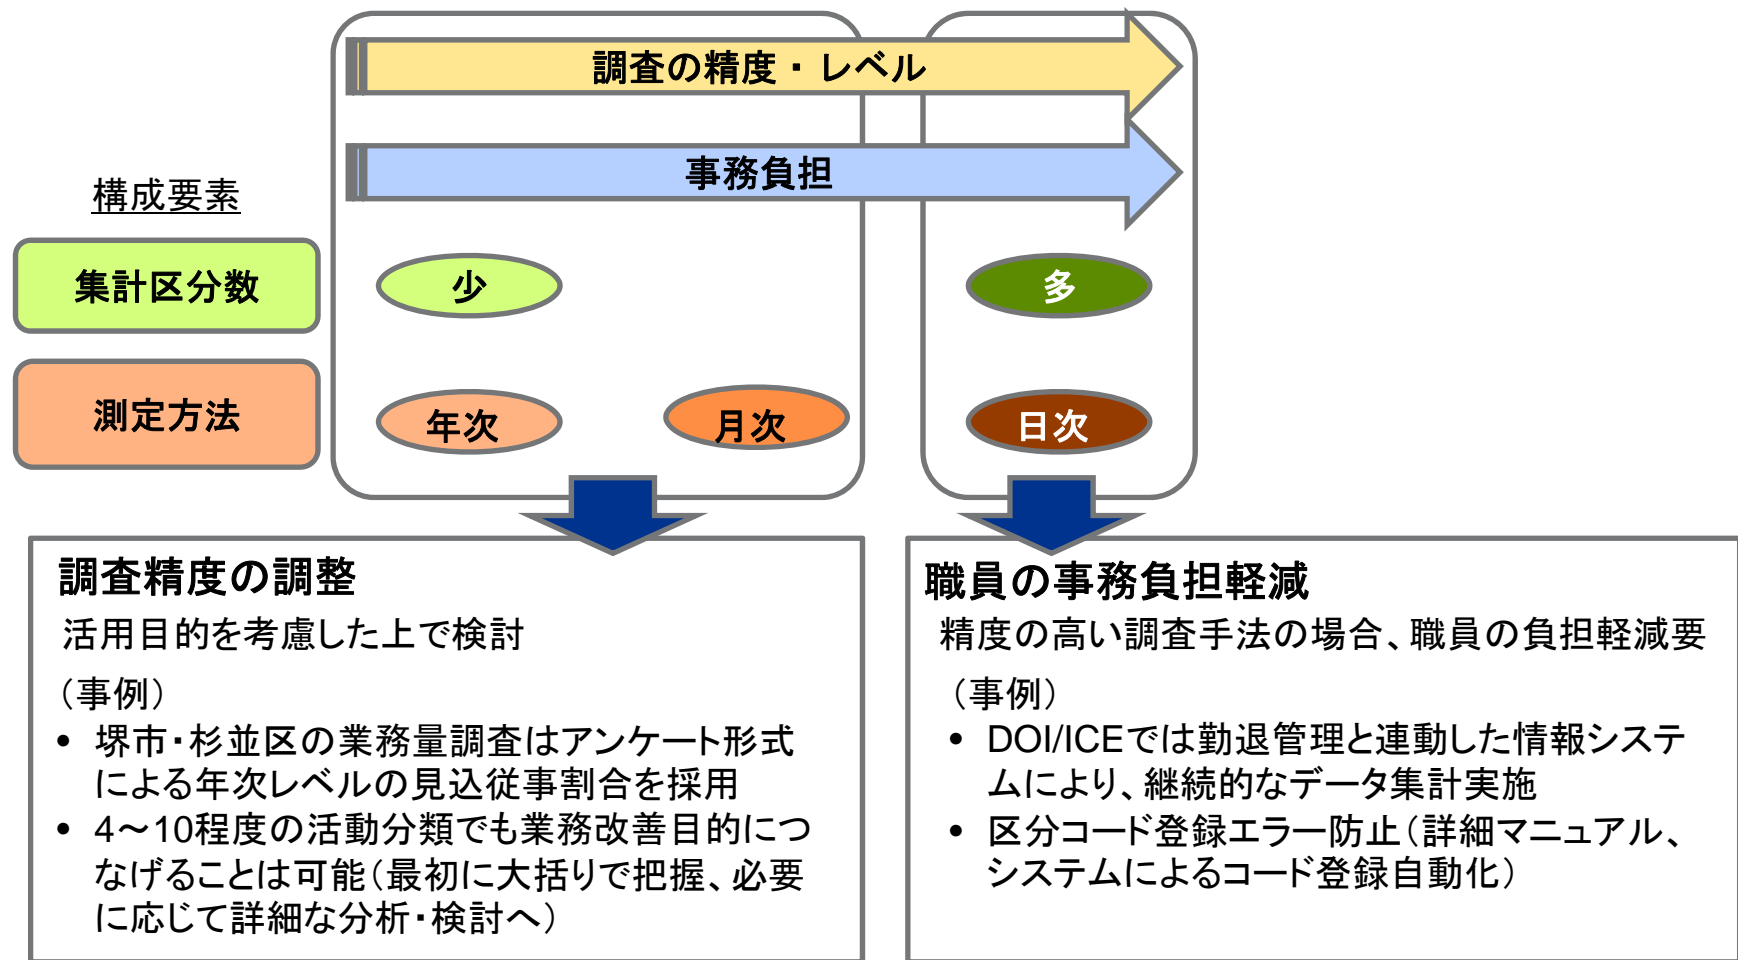 調査の精度・レベル
事務負担
構成要素
集計区分数
少
多
測定方法
年次
月次
日次
調査精度の調整
活用目的を考慮した上で検討
（事例）
• 堺市・杉並区の業務量調査はアンケート形式
による年次レベルの見込従事割合を採用
• 4～10程度の活動分類でも業務改善目的につ
なげることは可能（最初に大括りで把握、必要
に応じて詳細な分析・検討へ）
職員の事務負担軽減
精度の高い調査手法の場合、職員の負担軽減要
（事例）
• DOI/ICEでは勤退管理と連動した情報システ
ムにより、継続的なデータ集計実施
• 区分コード登録エラー防止（詳細マニュアル、
システムによるコード登録自動化）